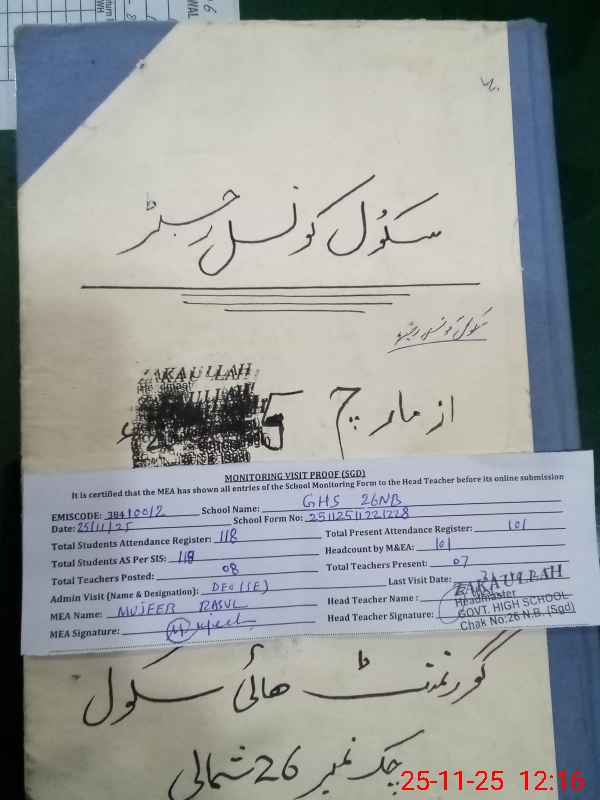 سکول کونسل رجسٹر
سکول کونسل رجسٹر
از مارچ
MONITORING VISIT PROOF (SGD)
It is certified that the MEA has shown all entries of the School Monitoring Form to the Head Teacher before its online submission
EMISCODE: 38410012 School Name: GHS 26NB
Date: 25/11/25 School Form No: 25112511221228
Total Students Attendance Register: 118 Total Present Attendance Register: 101
Total Students AS Per SIS: 118 Headcount by M&EA: 101
Total Teachers Posted: 08 Total Teachers Present: 07
Admin Visit (Name & Designation): DEO (SE) Last Visit Date:
MEA Name: MUJEEB RASUL Head Teacher Name: ZAKA ULLAH
Headmaster
MEA Signature: Head Teacher Signature: GOVT. HIGH SCHOOL
Chak No:26 N.B. (Sgd)
گورنمنٹ ھائی سکول
چک نمبر 26 شمالی
25-11-25 12:16